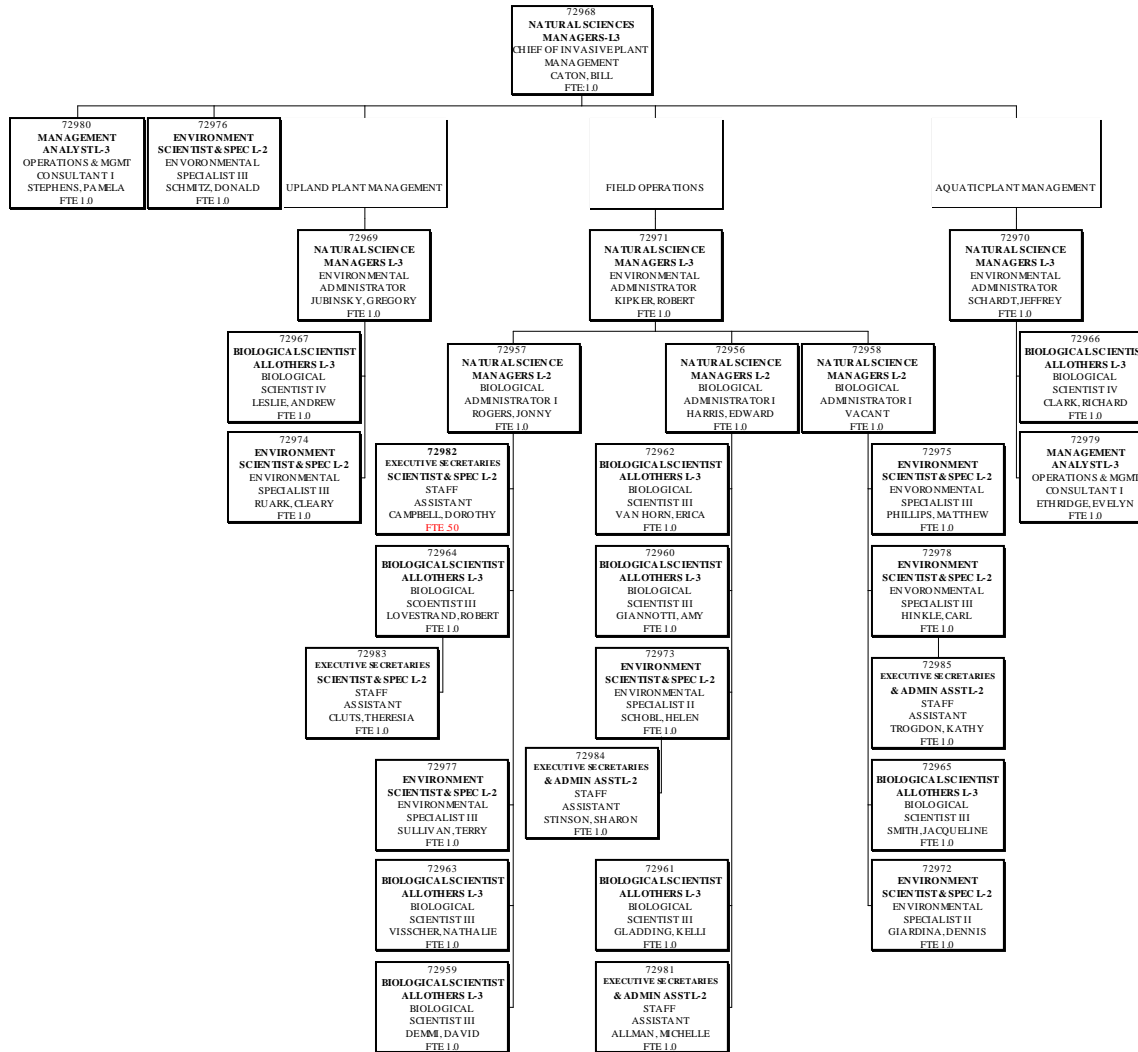 72968
NATURAL SCIENCES
MANAGERS-L3
CHIEF OF INVASIVE PLANT
MANAGEMENT
CATON, BILL
FTE:1.0
72980
MANAGEMENT
ANALYST L-3
OPERATIONS & MGMT
CONSULTANT I
STEPHENS, PAMELA
FTE 1.0
72976
ENVIRONMENT
SCIENTIST & SPEC L-2
ENVORONMENTAL
SPECIALIST III
SCHMITZ, DONALD
FTE 1.0
UPLAND PLANT MANAGEMENT
FIELD OPERATIONS
AQUATIC PLANT MANAGEMENT
72969
NATURAL SCIENCE
MANAGERS L-3
ENVIRONMENTAL
ADMINISTRATOR
JUBINSKY, GREGORY
FTE 1.0
72971
NATURAL SCIENCE
MANAGERS L-3
ENVIRONMENTAL
ADMINISTRATOR
KIPKER, ROBERT
FTE 1.0
72970
NATURAL SCIENCE
MANAGERS L-3
ENVIRONMENTAL
ADMINISTRATOR
SCHARDT, JEFFREY
FTE 1.0
72967
BIOLOGICAL SCIENTIST
ALLOTHERS L-3
BIOLOGICAL
SCIENTIST IV
LESLIE, ANDREW
FTE 1.0
72957
NATURAL SCIENCE
MANAGERS L-2
BIOLOGICAL
ADMINISTRATOR I
ROGERS, JONNY
FTE 1.0
72956
NATURAL SCIENCE
MANAGERS L-2
BIOLOGICAL
ADMINISTRATOR I
HARRIS, EDWARD
FTE 1.0
72958
NATURAL SCIENCE
MANAGERS L-2
BIOLOGICAL
ADMINISTRATOR I
VACANT
FTE 1.0
72966
BIOLOGICAL SCIENTIS
ALLOTHERS L-3
BIOLOGICAL
SCIENTIST IV
CLARK, RICHARD
FTE 1.0
72974
ENVIRONMENT
SCIENTIST & SPEC L-2
ENVIRONMENTAL
SPECIALIST III
RUARK, CLEARY
FTE 1.0
72982
EXECUTIVE SECRETARIES
SCIENTIST & SPEC L-2
STAFF
ASSISTANT
CAMPBELL, DOROTHY
FTE .50
72962
BIOLOGICAL SCIENTIST
ALLOTHERS L-3
BIOLOGICAL
SCIENTIST III
VAN HORN, ERICA
FTE 1.0
72975
ENVIRONMENT
SCIENTIST & SPEC L-2
ENVORONMENTAL
SPECIALIST III
PHILLIPS, MATTHEW
FTE 1.0
72979
MANAGEMENT
ANALYST L-3
OPERATIONS & MGMT
CONSULTANT I
ETHRIDGE, EVELYN
FTE 1.0
72964
BIOLOGICAL SCIENTIST
ALLOTHERS L-3
BIOLOGICAL
SCOENTIST III
LOVESTRAND, ROBERT
FTE 1.0
72960
BIOLOGICAL SCIENTIST
ALLOTHERS L-3
BIOLOGICAL
SCIENTIST III
GIANNOTTI, AMY
FTE 1.0
72978
ENVIRONMENT
SCIENTIST & SPEC L-2
ENVORONMENTAL
SPECIALIST III
HINKLE, CARL
FTE 1.0
72983
EXECUTIVE SECRETARIES
SCIENTIST & SPEC L-2
STAFF
ASSISTANT
CLUTS, THERESIA
FTE 1.0
72973
ENVIRONMENT
SCIENTIST & SPEC L-2
ENVIRONMENTAL
SPECIALIST II
SCHOBL, HELEN
FTE 1.0
72985
EXECUTIVE SECRETARIES
& ADMIN ASST L-2
STAFF
ASSISTANT
TROGDON, KATHY
FTE 1.0
72984
EXECUTIVE SECRETARIES
& ADMIN ASST L-2
STAFF
ASSISTANT
STINSON, SHARON
FTE 1.0
72977
ENVIRONMENT
SCIENTIST & SPEC L-2
ENVIRONMENTAL
SPECIALIST III
SULLIVAN, TERRY
FTE 1.0
72965
BIOLOGICAL SCIENTIST
ALLOTHERS L-3
BIOLOGICAL
SCIENTIST III
SMITH, JACQUELINE
FTE 1.0
72963
BIOLOGICAL SCIENTIST
ALLOTHERS L-3
BIOLOGICAL
SCIENTIST III
VISSCHER, NATHALIE
FTE 1.0
72961
BIOLOGICAL SCIENTIST
ALLOTHERS L-3
BIOLOGICAL
SCIENTIST III
GLADDING, KELLI
FTE 1.0
72972
ENVIRONMENT
SCIENTIST & SPEC L-2
ENVIRONMENTAL
SPECIALIST II
GIARDINA, DENNIS
FTE 1.0
72959
BIOLOGICAL SCIENTIST
ALLOTHERS L-3
BIOLOGICAL
SCIENTIST III
DEMMI, DAVID
FTE 1.0
72981
EXECUTIVE SECRETARIES
& ADMIN ASST L-2
STAFF
ASSISTANT
ALLMAN, MICHELLE
FTE 1.0